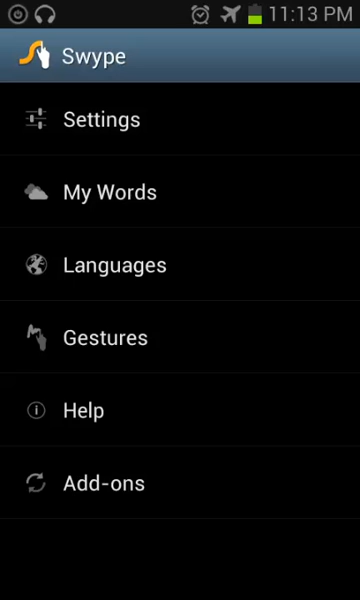 11:13 PM
Swype
Settings
My Words
Languages
Gestures
Help
Add-ons